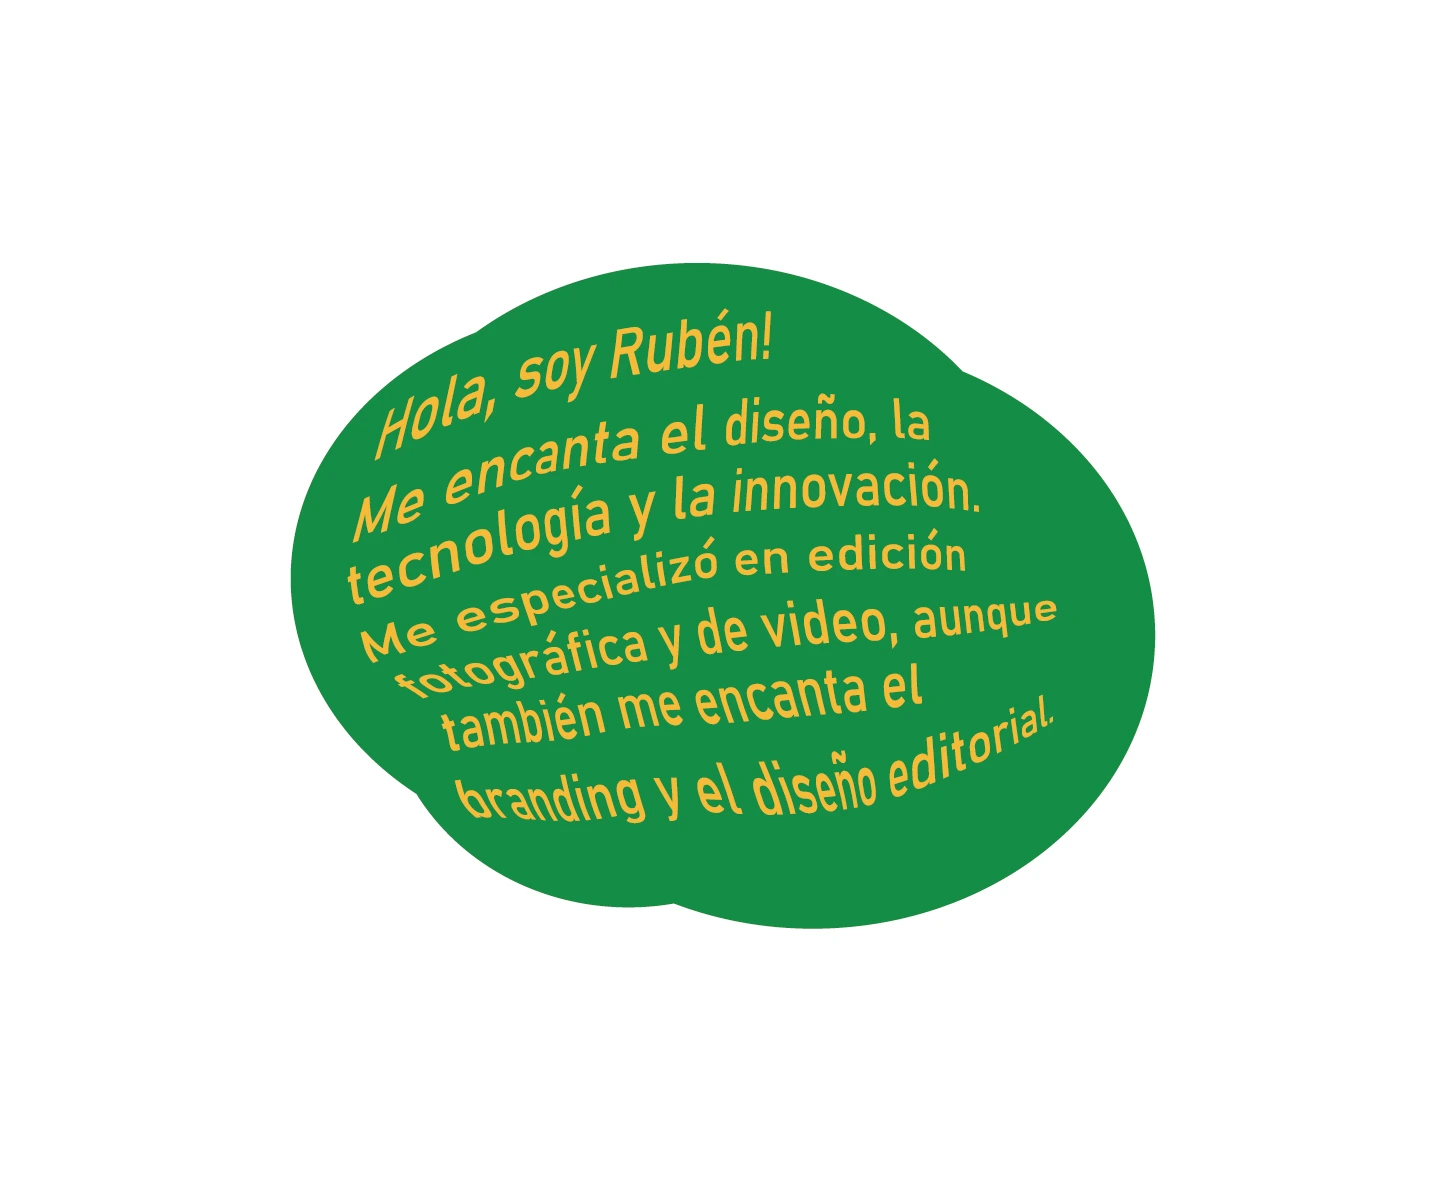 Hola, soy Rubén!
Me encanta el diseño, la
tecnología y la innovación.
Me especializó en edición
fotográfica y de video, aunque
también me encanta el
branding y el diseño editorial.